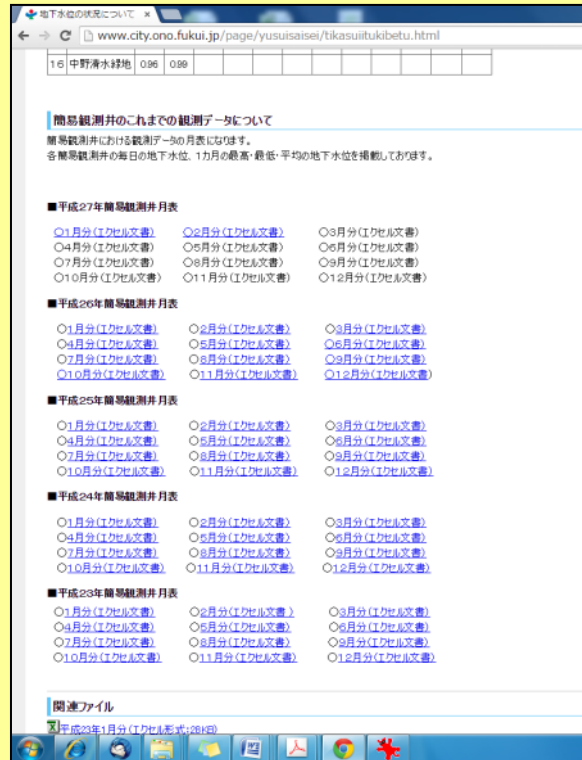 地下水位の状況について ×
www.city.ono.fukui.jp/page/yusuisaisei/tikasuiitukibetu.html
16 中野清水緑地 0.96 0.99
簡易観測井のこれまでの観測データについて
簡易観測井における観測データの月表になります。
各簡易観測井の毎日の地下水位、1カ月の最高・最低・平均の地下水位を掲載しております。
■平成27年簡易観測井月表
○1月分(エクセル文書) ○2月分(エクセル文書) ○3月分(エクセル文書)
○4月分(エクセル文書) ○5月分(エクセル文書) ○6月分(エクセル文書)
○7月分(エクセル文書) ○8月分(エクセル文書) ○9月分(エクセル文書)
○10月分(エクセル文書) ○11月分(エクセル文書) ○12月分(エクセル文書)
■平成26年簡易観測井月表
○1月分(エクセル文書) ○2月分(エクセル文書) ○3月分(エクセル文書)
○4月分(エクセル文書) ○5月分(エクセル文書) ○6月分(エクセル文書)
○7月分(エクセル文書) ○8月分(エクセル文書) ○9月分(エクセル文書)
○10月分(エクセル文書) ○11月分(エクセル文書) ○12月分(エクセル文書)
■平成25年簡易観測井月表
○1月分(エクセル文書) ○2月分(エクセル文書) ○3月分(エクセル文書)
○4月分(エクセル文書) ○5月分(エクセル文書) ○6月分(エクセル文書)
○7月分(エクセル文書) ○8月分(エクセル文書) ○9月分(エクセル文書)
○10月分(エクセル文書) ○11月分(エクセル文書) ○12月分(エクセル文書)
■平成24年簡易観測井月表
○1月分(エクセル文書) ○2月分(エクセル文書) ○3月分(エクセル文書)
○4月分(エクセル文書) ○5月分(エクセル文書) ○6月分(エクセル文書)
○7月分(エクセル文書) ○8月分(エクセル文書) ○9月分(エクセル文書)
○10月分(エクセル文書) ○11月分(エクセル文書) ○12月分(エクセル文書)
■平成23年簡易観測井月表
○1月分(エクセル文書) ○2月分(エクセル文書 ) ○3月分(エクセル文書)
○4月分(エクセル文書) ○5月分(エクセル文書) ○6月分(エクセル文書)
○7月分(エクセル文書) ○8月分(エクセル文書) ○9月分(エクセル文書)
○10月分(エクセル文書) ○11月分(エクセル文書) ○12月分(エクセル文書)
関連ファイル
平成23年1月分(エクセル形式:28KB)